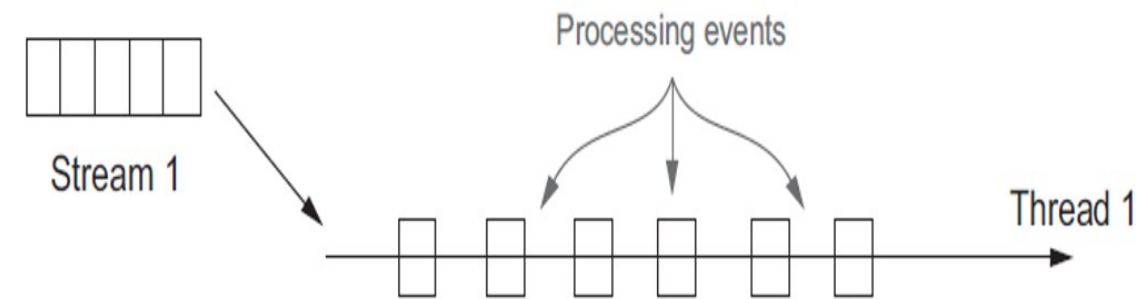 Processing events
Stream 1
Thread 1